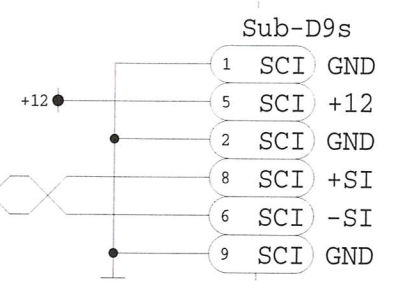 Sub-D9s
1 SCI GND
+12 5 SCI +12
2 SCI GND
8 SCI +SI
6 SCI -SI
9 SCI GND